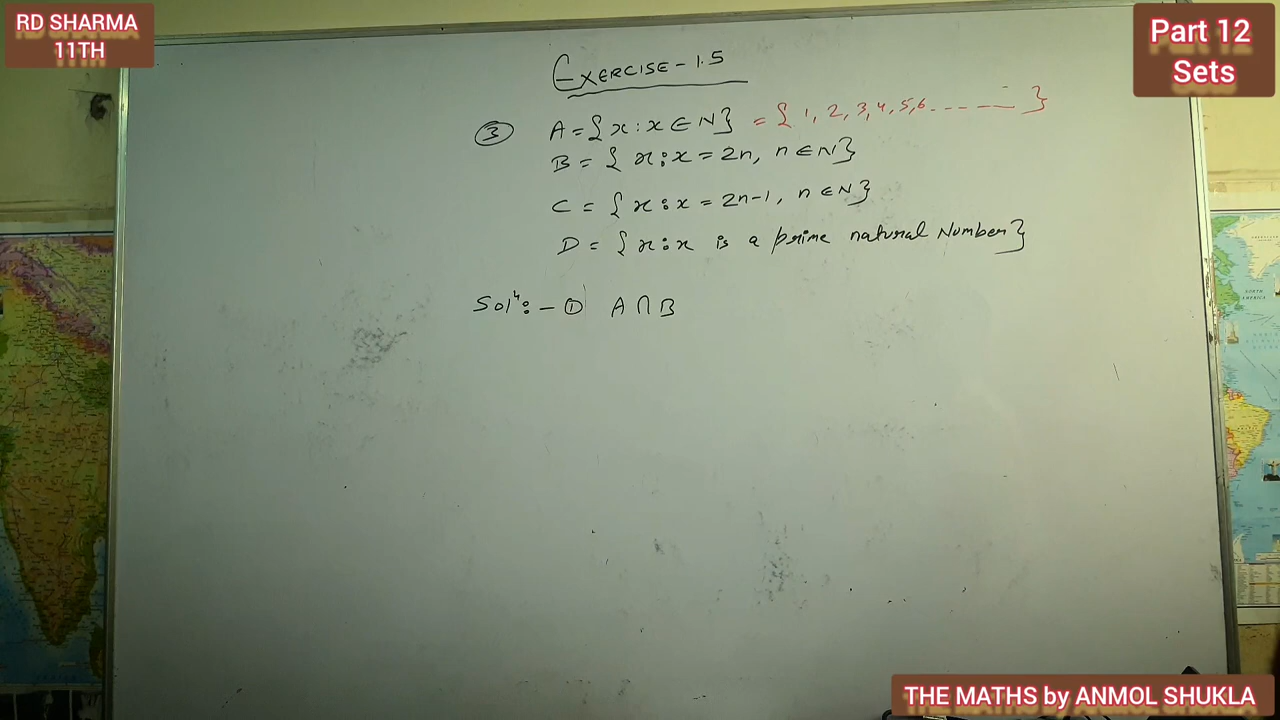 RD SHARMA
11TH
Part 12
Sets
EXERCISE - 1.5
③ A = { x : x ∈ N } = { 1, 2, 3, 4, 5, 6 - - - - - - }
B = { x : x = 2n, n ∈ N }
C = { x : x = 2n-1, n ∈ N }
D = { x : x is a prime natural Number }
Solⁿ : - ① A ∩ B
THE MATHS by ANMOL SHUKLA